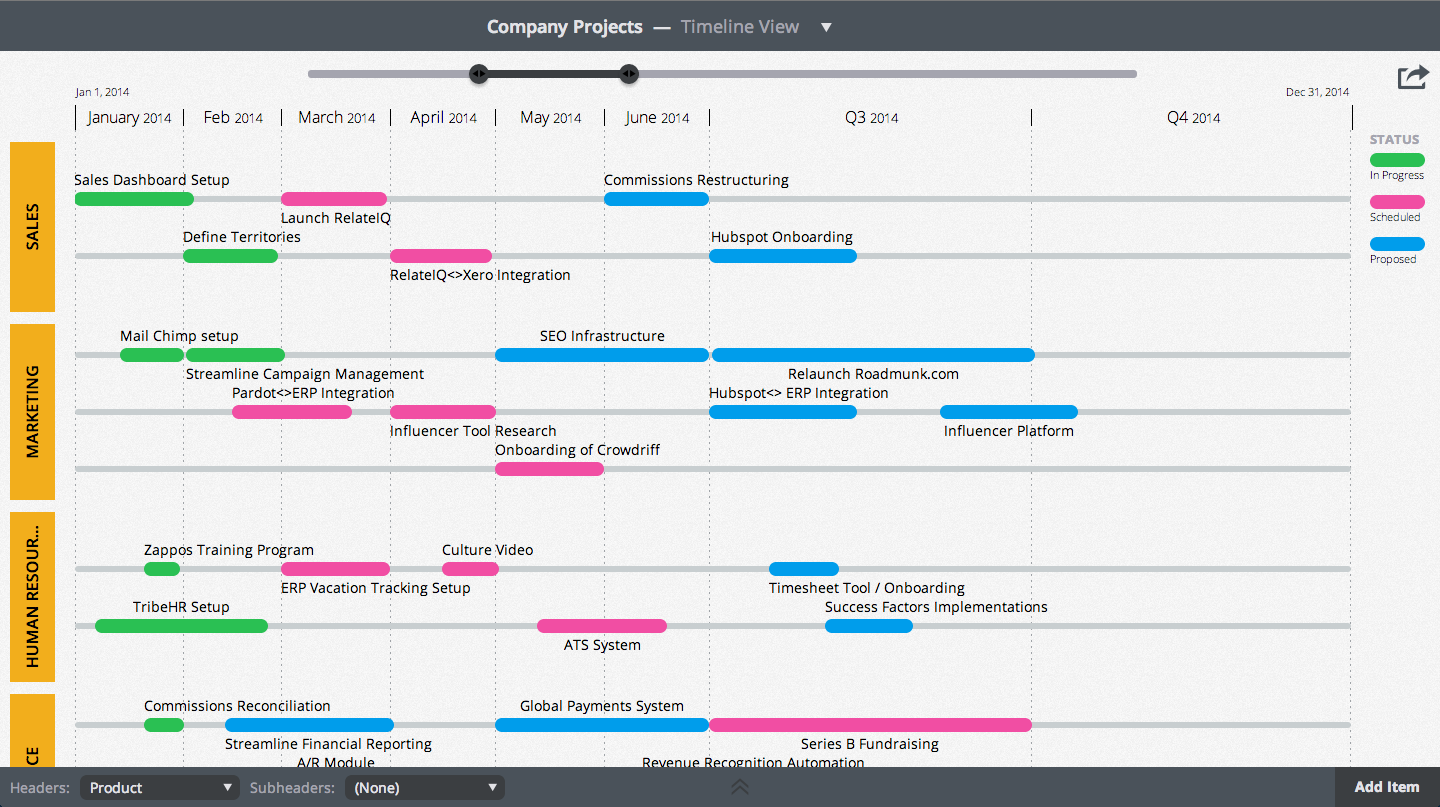 Company Projects — Timeline View ▼
Jan 1, 2014
Dec 31, 2014
January 2014 Feb 2014 March 2014 April 2014 May 2014 June 2014 Q3 2014 Q4 2014
STATUS
In Progress
Scheduled
Proposed
SALES
Sales Dashboard Setup Commissions Restructuring
Launch RelateIQ
Define Territories Hubspot Onboarding
RelateIQ<>Xero Integration
MARKETING
Mail Chimp setup SEO Infrastructure
Streamline Campaign Management Relaunch Roadmunk.com
Pardot<>ERP Integration Hubspot<> ERP Integration
Influencer Tool Research Influencer Platform
Onboarding of Crowdriff
HUMAN RESOUR...
Zappos Training Program Culture Video
ERP Vacation Tracking Setup Timesheet Tool / Onboarding
TribeHR Setup Success Factors Implementations
ATS System
CE
Commissions Reconciliation Global Payments System
Streamline Financial Reporting Series B Fundraising
A/R Module Revenue Recognition Automation
Headers: Product ▼ Subheaders: (None) ▼ Add Item